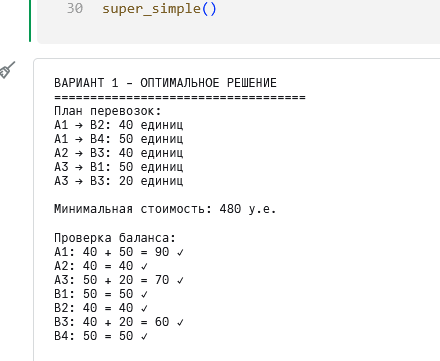 30 super_simple()
ВАРИАНТ 1 – ОПТИМАЛЬНОЕ РЕШЕНИЕ
===================================
План перевозок:
A1 → B2: 40 единиц
A1 → B4: 50 единиц
A2 → B3: 40 единиц
A3 → B1: 50 единиц
A3 → B3: 20 единиц
Минимальная стоимость: 480 у.е.
Проверка баланса:
A1: 40 + 50 = 90 ✓
A2: 40 = 40 ✓
A3: 50 + 20 = 70 ✓
B1: 50 = 50 ✓
B2: 40 = 40 ✓
B3: 40 + 20 = 60 ✓
B4: 50 = 50 ✓